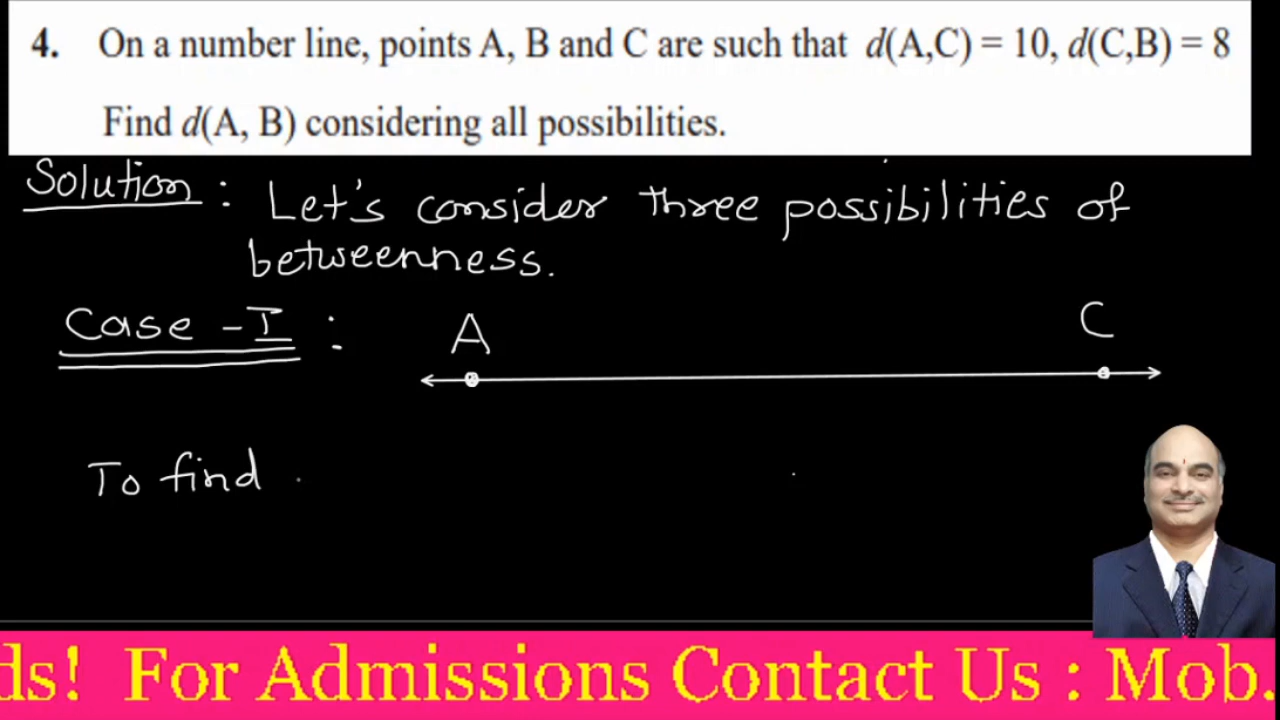 4. On a number line, points A, B and C are such that d(A,C) = 10, d(C,B) = 8
Find d(A, B) considering all possibilities.
Solution : Let's consider three possibilities of
betweenness.
Case - I :
A C
To find
ds! For Admissions Contact Us : Mob.